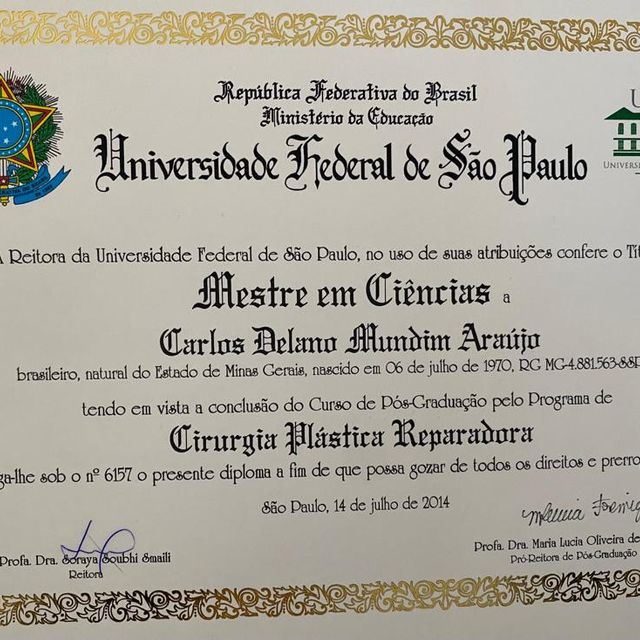 República Federativa do Brasil
Ministério da Educação
Universidade Federal de São Paulo
A Reitora da Universidade Federal de São Paulo, no uso de suas atribuições confere o
Mestre em Ciências a
Carlos Delano Mundim Araújo
brasileiro, natural do Estado de Minas Gerais, nascido em 06 de julho de 1970, RG MG-4.881.563-SSP
tendo em vista a conclusão do Curso de Pós-Graduação pelo Programa de
Cirurgia Plástica Reparadora
ga-lhe sob o nº 6157 o presente diploma a fim de que possa gozar de todos os direitos e
São Paulo, 14 de julho de 2014
Profa. Dra. Soraya Soubhi Smaili
Reitora
Profa. Dra. Maria Lucia Oliveira de
Pró-Reitora de Pós-Graduação